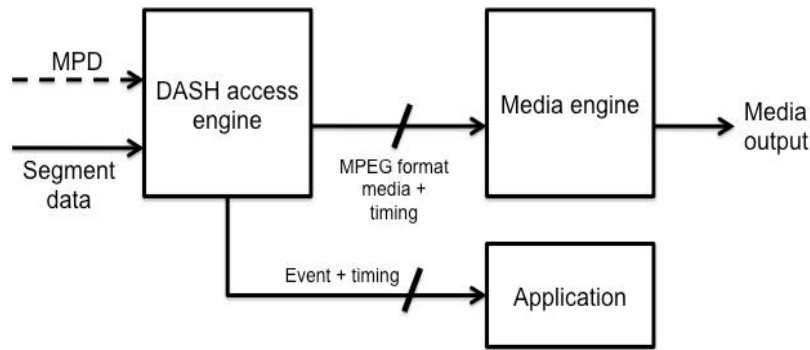 MPD
DASH access
engine
Segment
data
MPEG format
media +
timing
Media engine
Media
output
Event + timing
Application